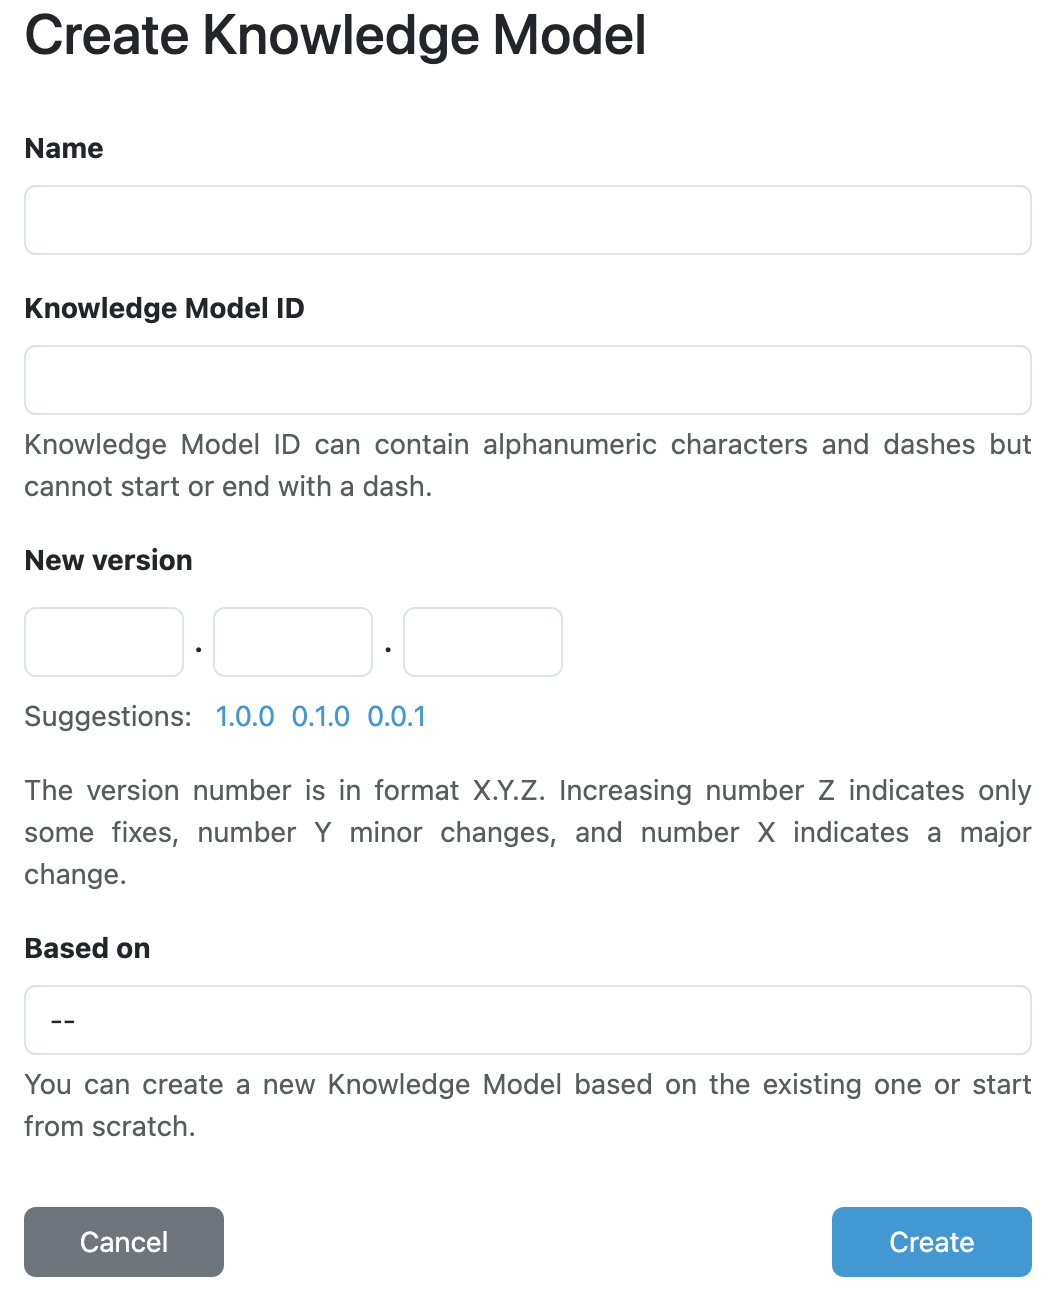 Create Knowledge Model
Name
Knowledge Model ID
Knowledge Model ID can contain alphanumeric characters and dashes but
cannot start or end with a dash.
New version
. .
Suggestions: 1.0.0 0.1.0 0.0.1
The version number is in format X.Y.Z. Increasing number Z indicates only
some fixes, number Y minor changes, and number X indicates a major
change.
Based on
--
You can create a new Knowledge Model based on the existing one or start
from scratch.
Cancel Create